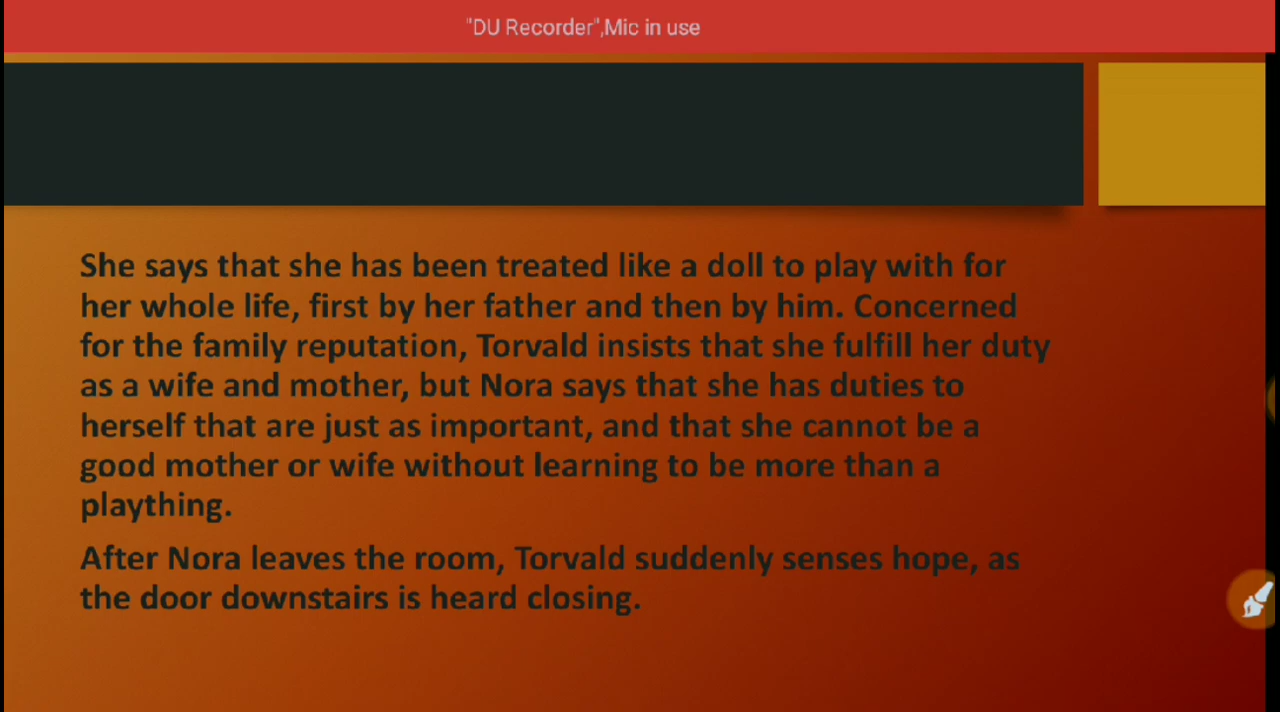 "DU Recorder",Mic in use
She says that she has been treated like a doll to play with for
her whole life, first by her father and then by him. Concerned
for the family reputation, Torvald insists that she fulfill her duty
as a wife and mother, but Nora says that she has duties to
herself that are just as important, and that she cannot be a
good mother or wife without learning to be more than a
plaything.
After Nora leaves the room, Torvald suddenly senses hope, as
the door downstairs is heard closing.